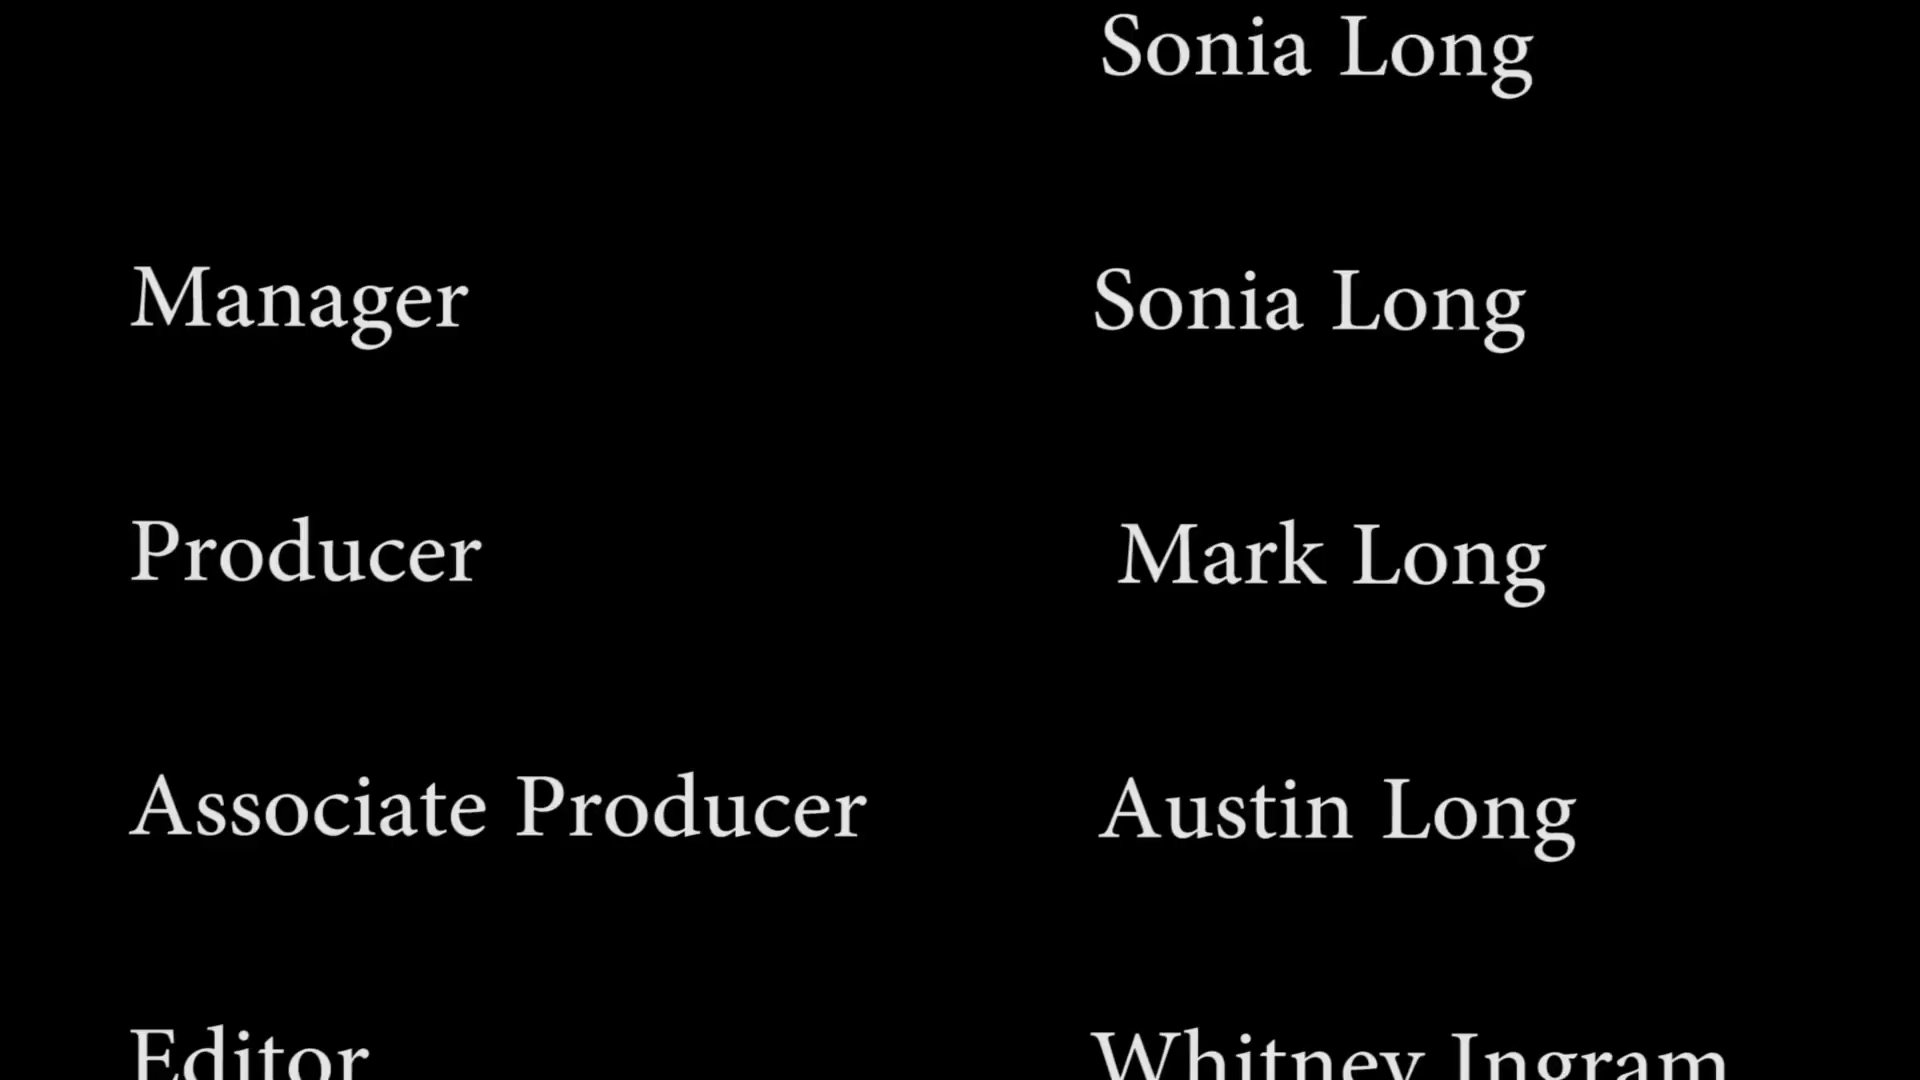 Sonia Long
Manager Sonia Long
Producer Mark Long
Associate Producer Austin Long
Editor Whitney Ingram